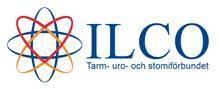 ILCO
Tarm- uro- och stomiförbundet